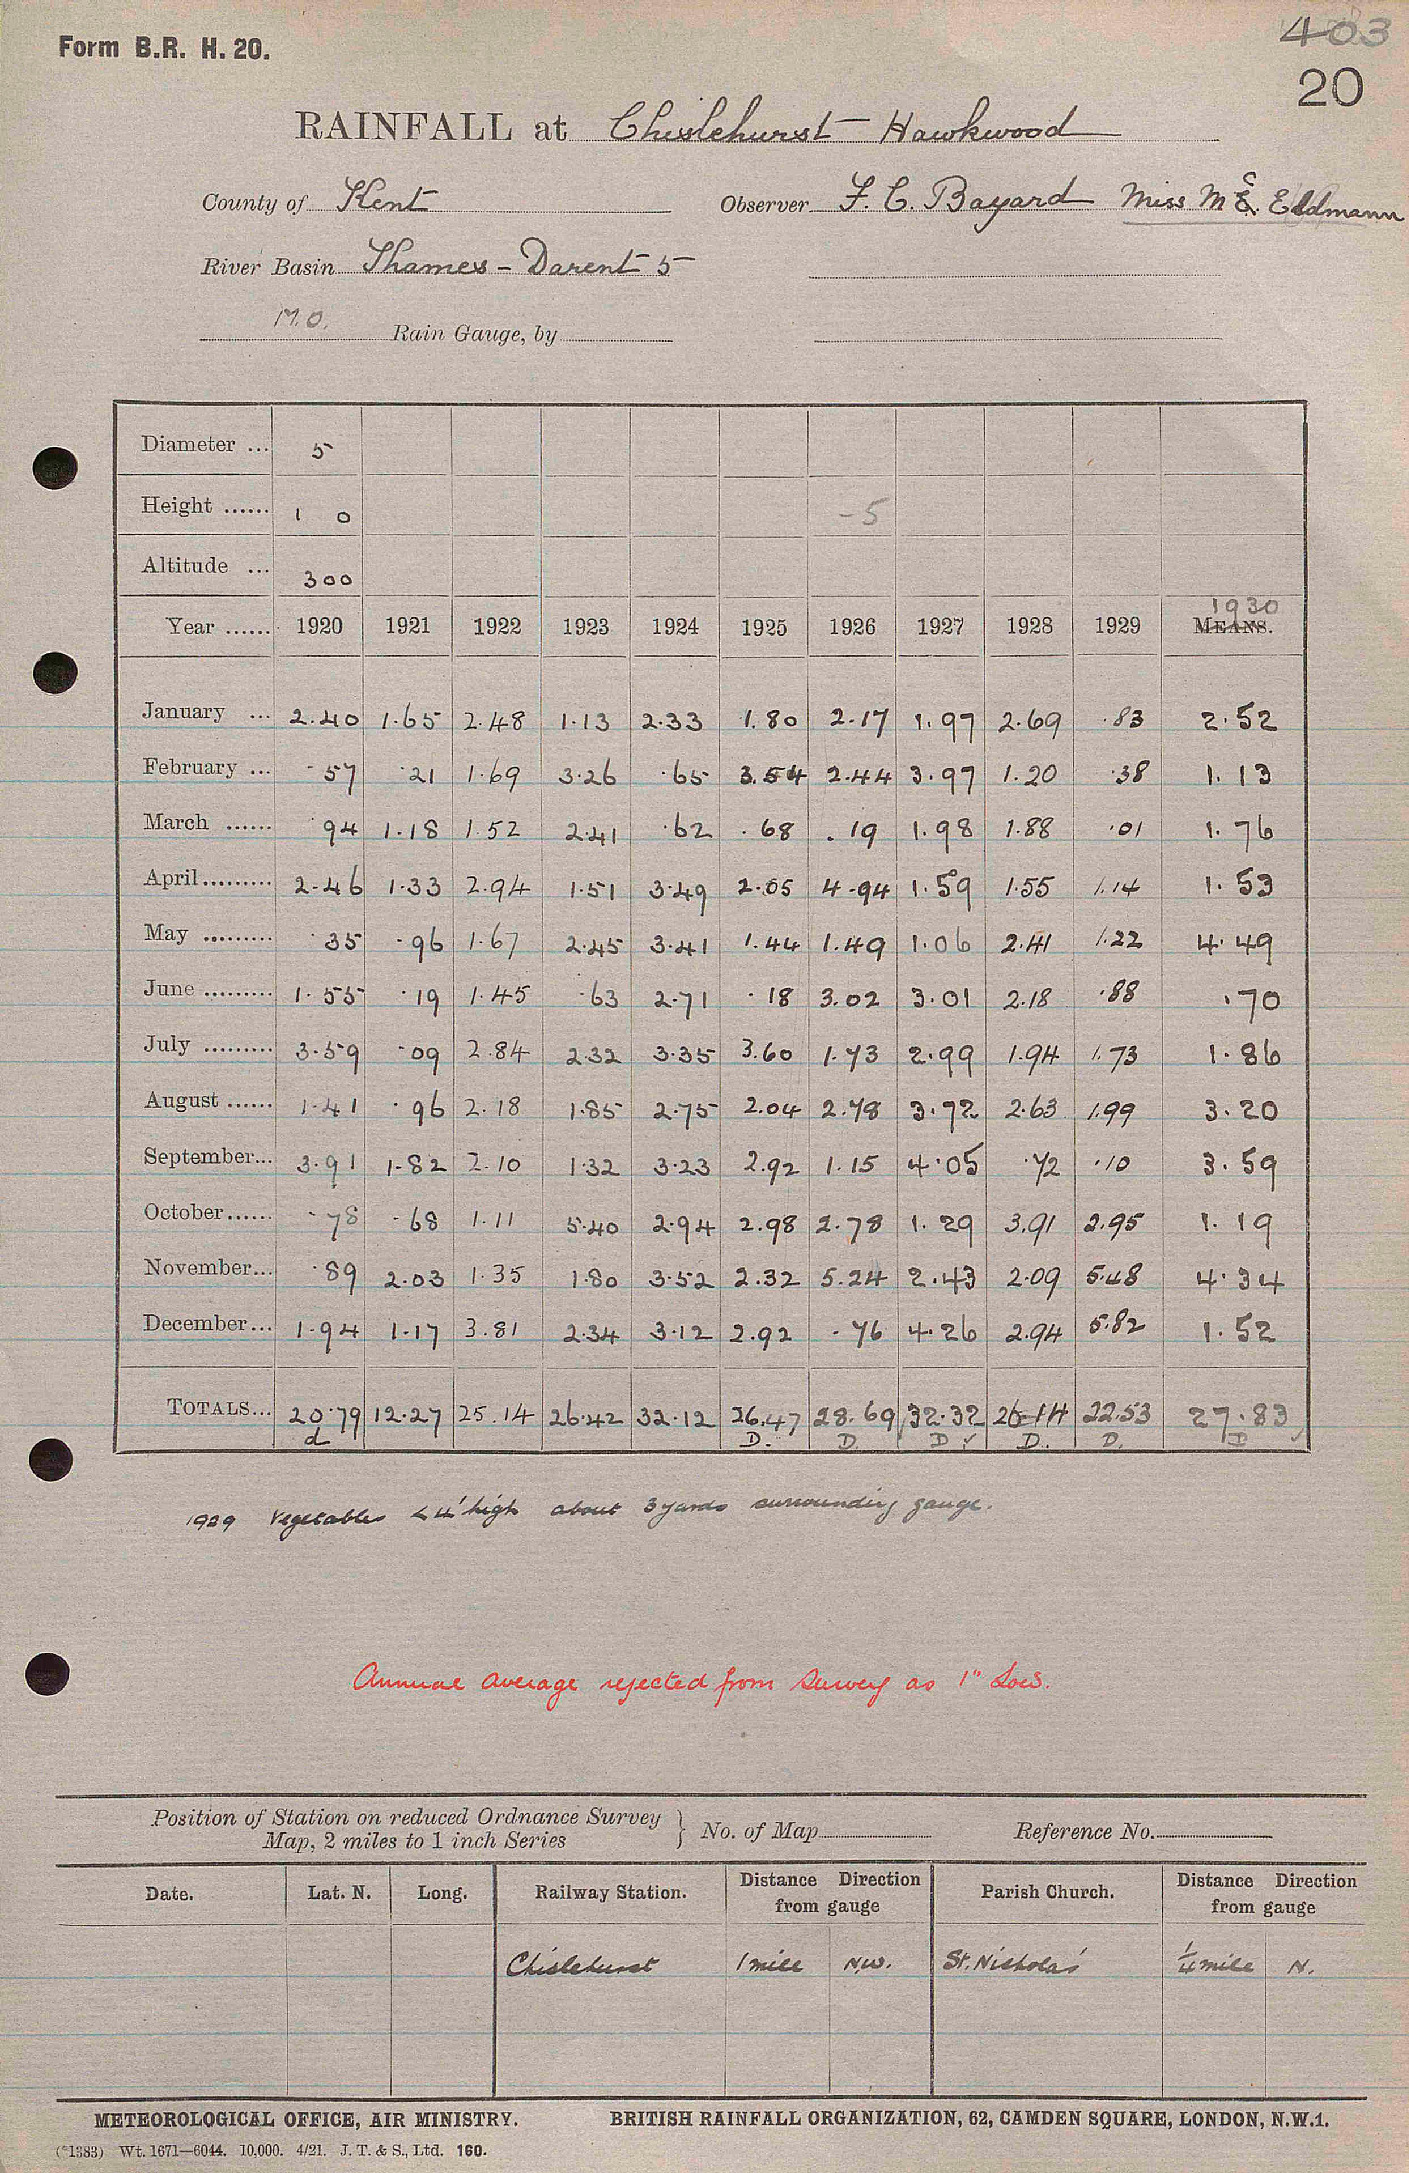 403
Form B.R. H. 20.
20
RAINFALL at Chislehurst - Hawkwood
County of Kent Observer F. C. Bayard Miss M E. Eddmann
River Basin Thames - Darent 5
M.O. Rain Gauge, by
Diameter ... 5
Height ...... 1 0 - 5
Altitude ... 300
1930
Year ...... 1920 1921 1922 1923 1924 1925 1926 1927 1928 1929 MEANS.
January ... 2.40 1.65 2.48 1.13 2.33 1.80 2.17 1.97 2.69 .83 2.52
February ... .57 .21 1.69 3.26 .65 3.54 2.44 3.97 1.20 .38 1.13
March ...... .94 1.18 1.52 2.41 .62 .68 .19 1.98 1.88 .01 1.76
April......... 2.46 1.33 2.94 1.51 3.49 2.05 4.94 1.59 1.55 1.14 1.53
May ......... .35 .96 1.67 2.45 3.41 1.44 1.49 1.06 2.41 1.22 4.49
June ......... 1.55 .19 1.45 .63 2.71 .18 3.02 3.01 2.18 .88 .70
July ......... 3.59 .09 2.84 2.32 3.35 3.60 1.73 2.99 1.94 1.73 1.86
August ...... 1.41 .96 2.18 1.85 2.75 2.04 2.78 3.72 2.63 1.99 3.20
September... 3.91 1.82 2.10 1.32 3.23 2.92 1.15 4.05 .72 .10 3.59
October...... .78 .68 1.11 5.40 2.94 2.98 2.78 1.29 3.91 2.95 1.19
November... .89 2.03 1.35 1.80 3.52 2.32 5.24 2.43 2.09 5.48 4.34
December... 1.94 1.17 3.81 2.34 3.12 2.92 .76 4.26 2.94 5.82 1.52
TOTALS... 20.79 12.27 25.14 26.42 32.12 26.47 28.69 32.32 26.14 22.53 27.83
d D. D D ✓ D. D. D ✓
1929 Vegetables < 4' high about 3 yards surrounding gauge.
Annual average rejected from Survey as 1" Low.
Position of Station on reduced Ordnance Survey
Map, 2 miles to 1 inch Series } No. of Map Reference No.
Date. Lat. N. Long. Railway Station. Distance Direction from gauge Parish Church. Distance Direction from gauge
Chislehurst 1 mile N.W. St. Nicholas' 1/4 mile N.
METEOROLOGICAL OFFICE, AIR MINISTRY. BRITISH RAINFALL ORGANIZATION, 62, CAMDEN SQUARE, LONDON, N.W.1.
(*1383) Wt. 1671—6044. 10,000. 4/21. J. T. & S., Ltd. 160.